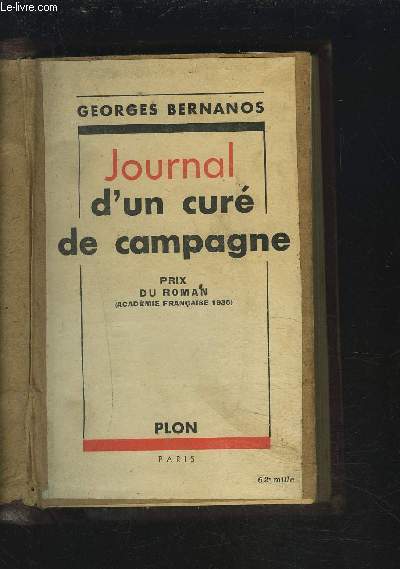 Le-livre.com
GEORGES BERNANOS
Journal
d'un curé
de campagne
PRIX
DU ROMAN
(ACADÉMIE FRANÇAISE 1936)
PLON
PARIS
62e mille